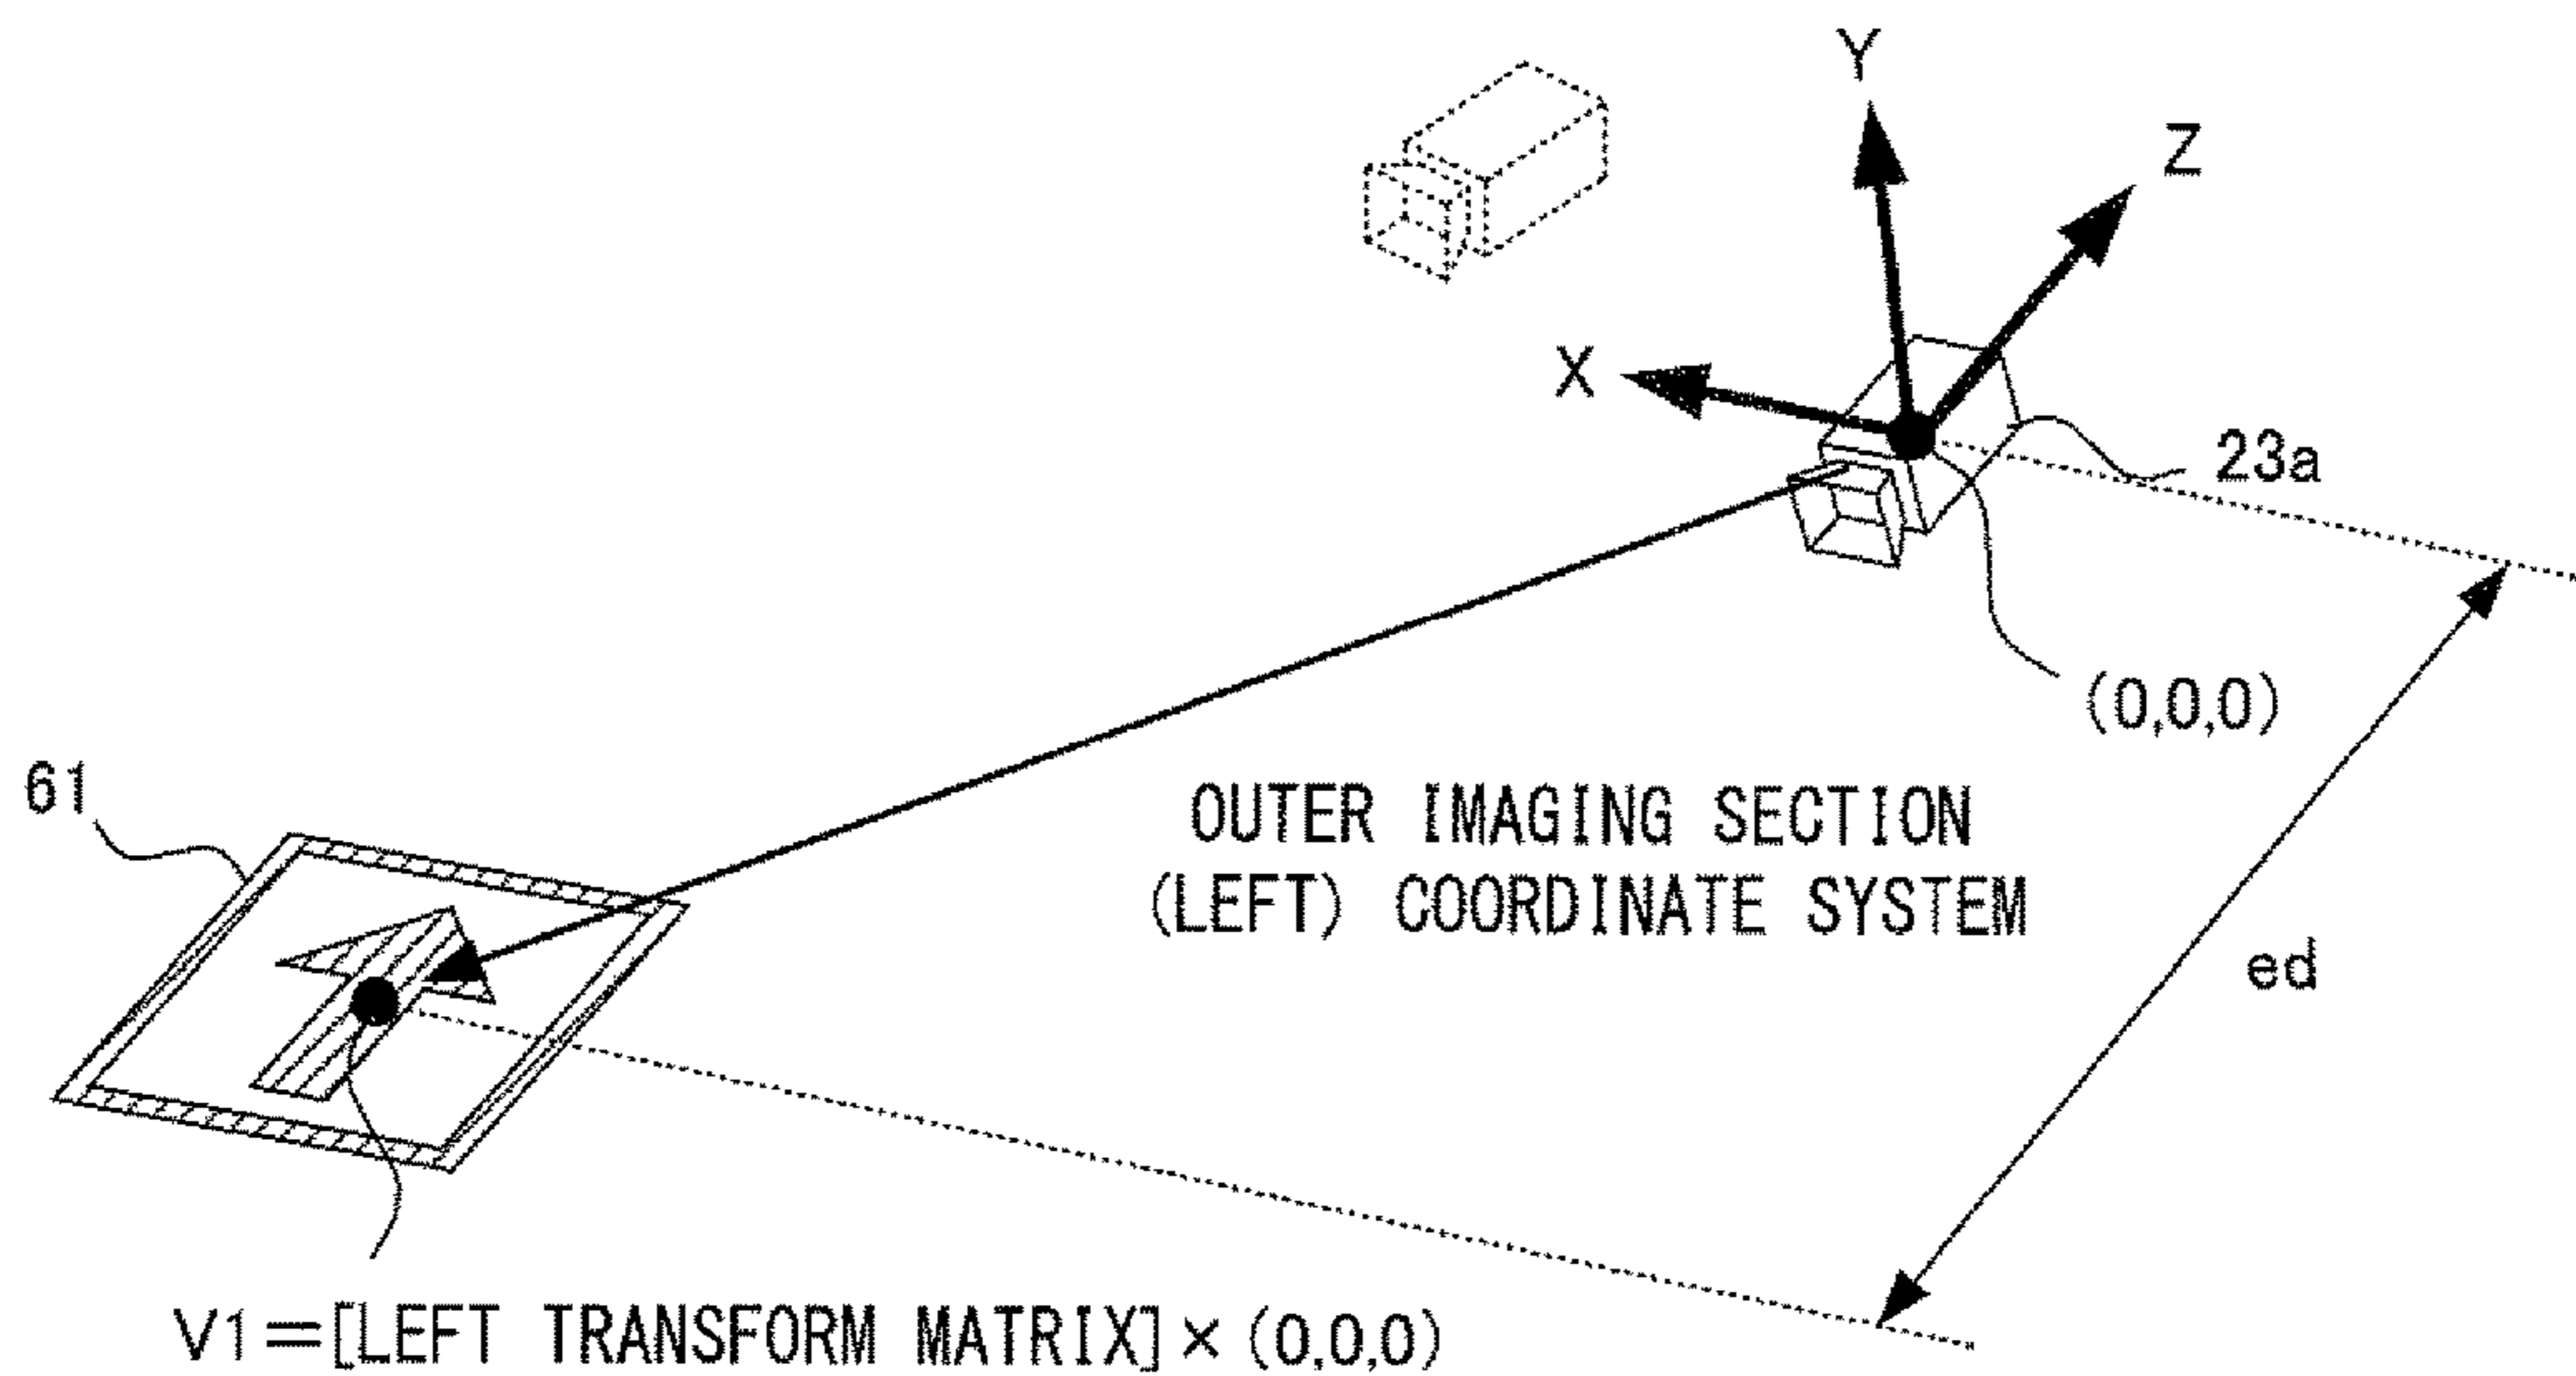 Y
Z
X
23a
(0,0,0)
61
OUTER IMAGING SECTION
(LEFT) COORDINATE SYSTEM
ed
V1=[LEFT TRANSFORM MATRIX]×(0,0,0)